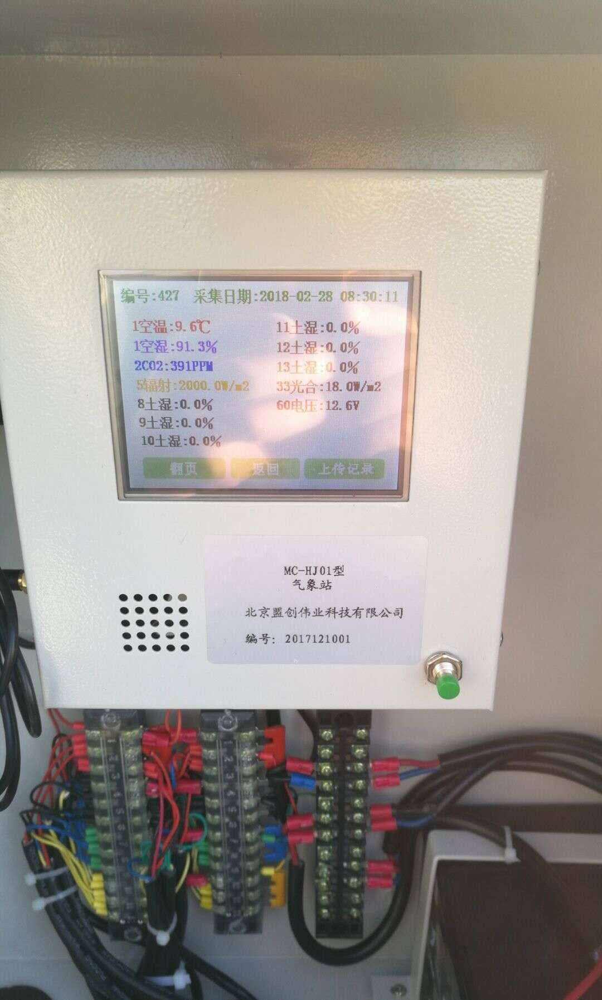 编号:427 采集日期:2018-02-28 08:30:11
1空温:9.6℃ 11土湿:0.0%
1空湿:91.3% 12土湿:0.0%
2CO2:391PPM 13土湿:0.0%
5辐射:2000.0W/m2 33光合:18.0W/m2
8土湿:0.0% 60电压:12.6V
9土湿:0.0%
10土湿:0.0%
翻页 返回 上传记录
MC-HJ01型
气象站
北京盟创伟业科技有限公司
编号: 2017121001